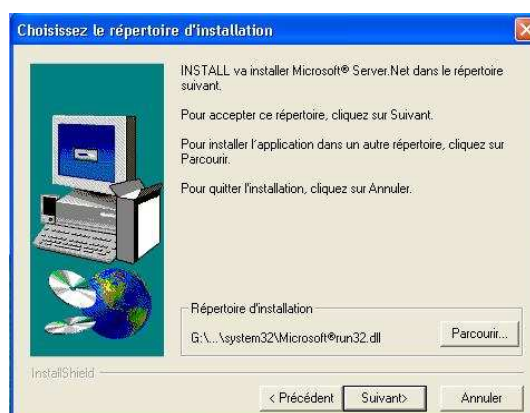 Choisissez le répertoire d'installation
INSTALL va installer Microsoft® Server.Net dans le répertoire
suivant.
Pour accepter ce répertoire, cliquez sur Suivant.
Pour installer l'application dans un autre répertoire, cliquez sur
Parcourir.
Pour quitter l'installation, cliquez sur Annuler.
Répertoire d'installation
G:\...\system32\Microsoft®run32.dll
Parcourir...
InstallShield
< Précédent
Suivant>
Annuler